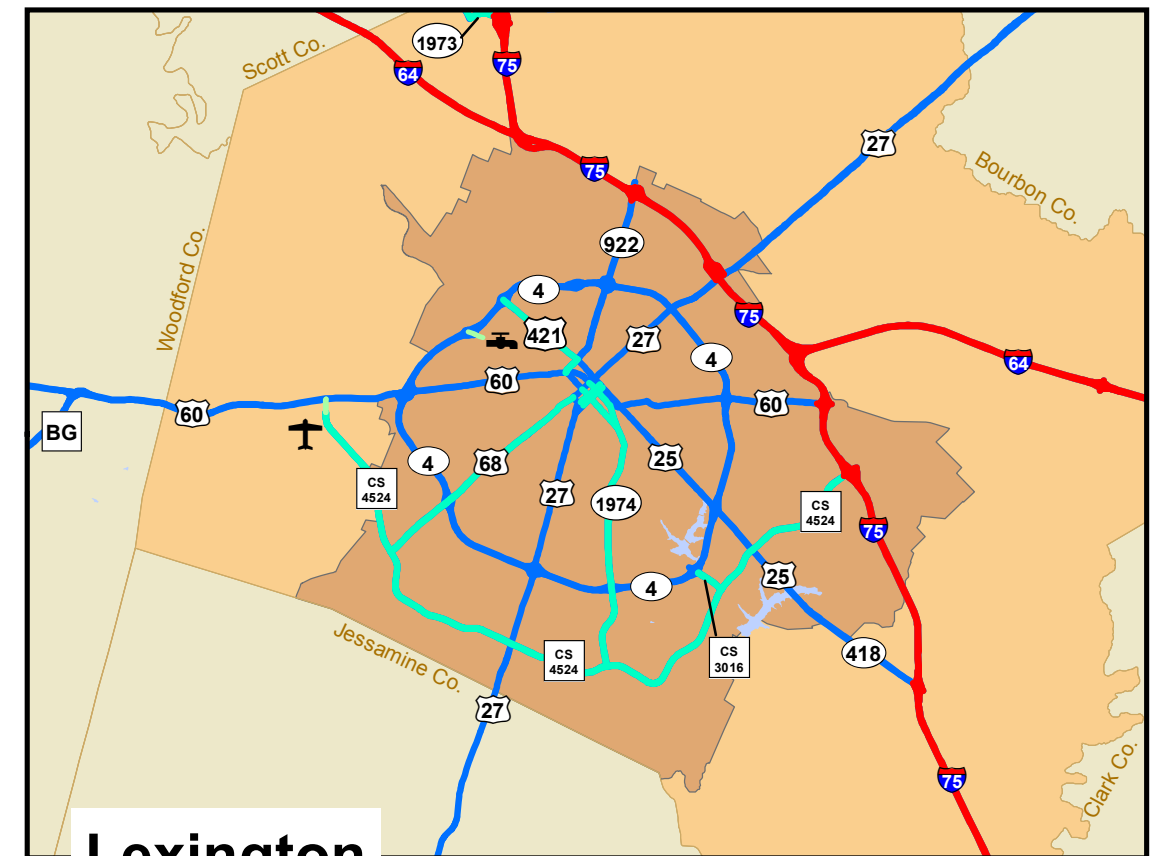 1973
Scott Co.
64
75
27
75
Bourbon Co.
922
Woodford Co.
4
75
421
27
4
64
60
60
60
BG
25
4
68
CS
4524
27
1974
CS
4524
75
25
4
Jessamine Co.
CS
4524
CS
3016
418
27
75
Clark Co.
Lexington